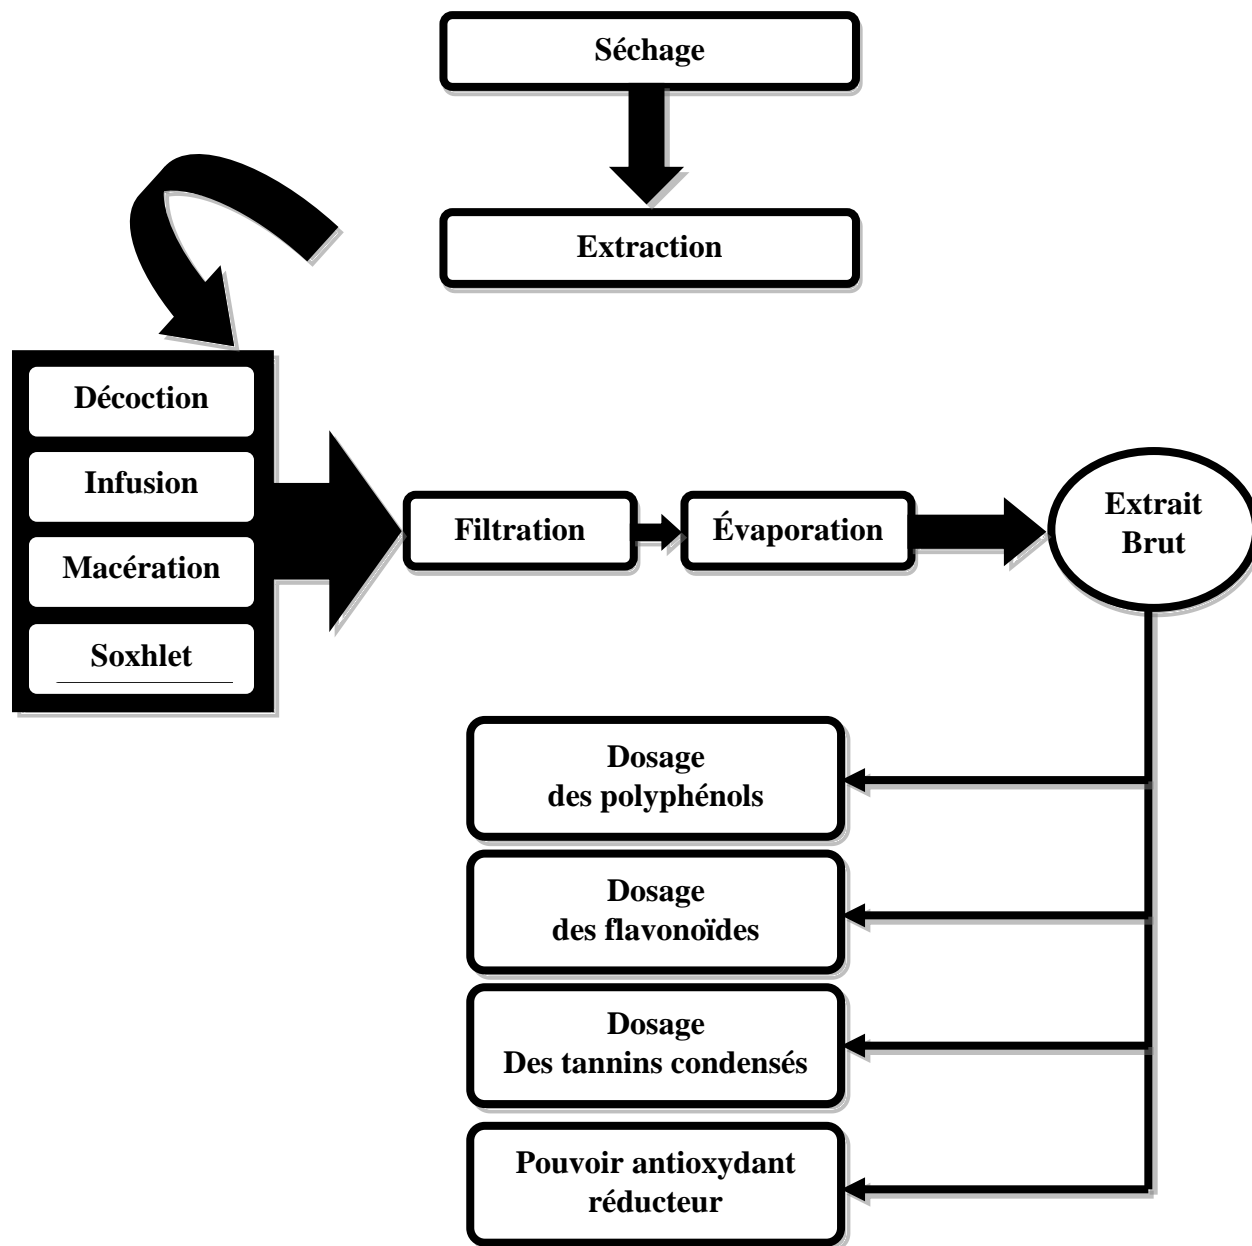 Séchage
Extraction
Décoction
Infusion
Macération
Soxhlet
Filtration
Évaporation
Extrait
Brut
Dosage
des polyphénols
Dosage
des flavonoïdes
Dosage
Des tannins condensés
Pouvoir antioxydant
réducteur